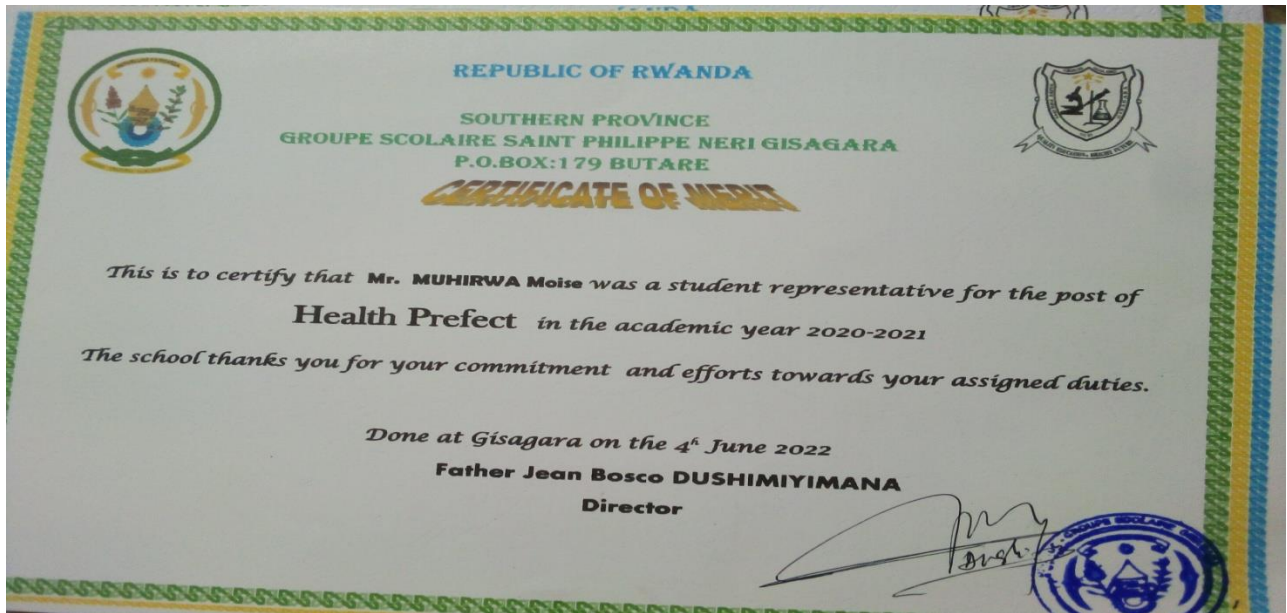 REPUBLIC OF RWANDA
SOUTHERN PROVINCE
GROUPE SCOLAIRE SAINT PHILIPPE NERI GISAGARA
P.O.BOX:179 BUTARE
CERTIFICATE OF MERIT
This is to certify that Mr. MUHIRWA Moise was a student representative for the post of
Health Prefect in the academic year 2020-2021
The school thanks you for your commitment and efforts towards your assigned duties.
Done at Gisagara on the 4th June 2022
Father Jean Bosco DUSHIMIYIMANA
Director